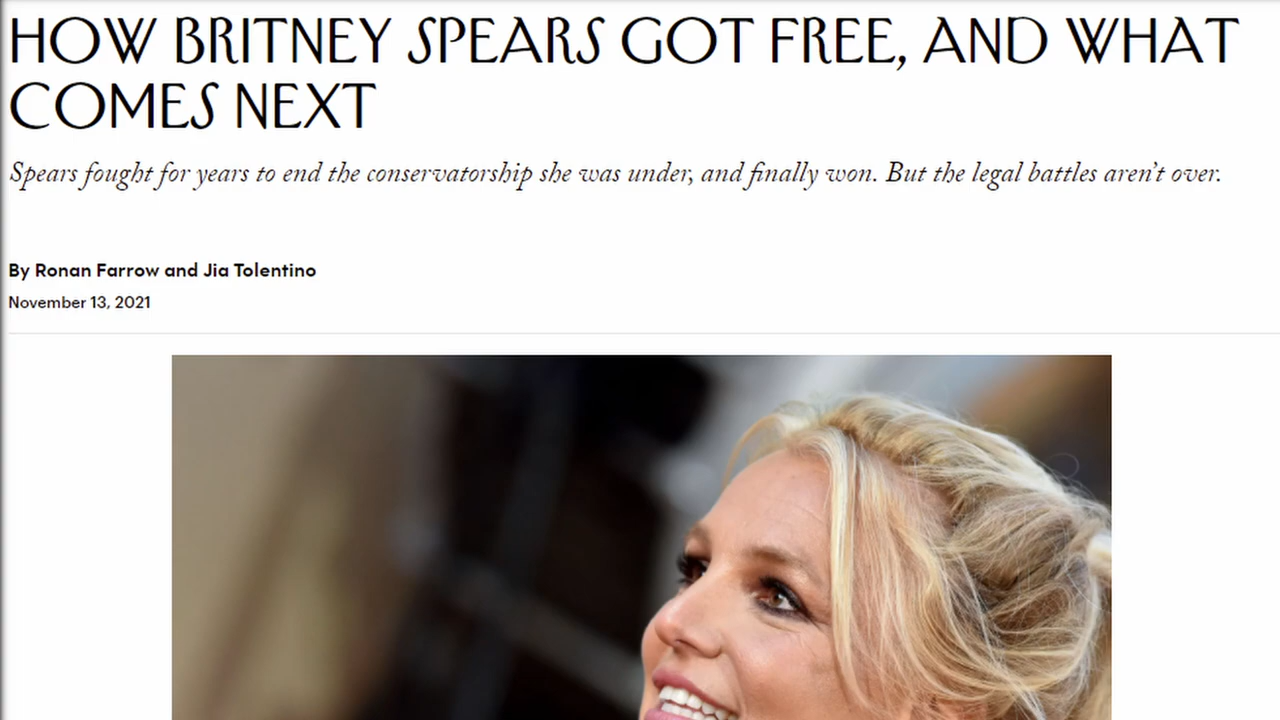 HOW BRITNEY SPEARS GOT FREE, AND WHAT
COMES NEXT
Spears fought for years to end the conservatorship she was under, and finally won. But the legal battles aren’t over.
By Ronan Farrow and Jia Tolentino
November 13, 2021